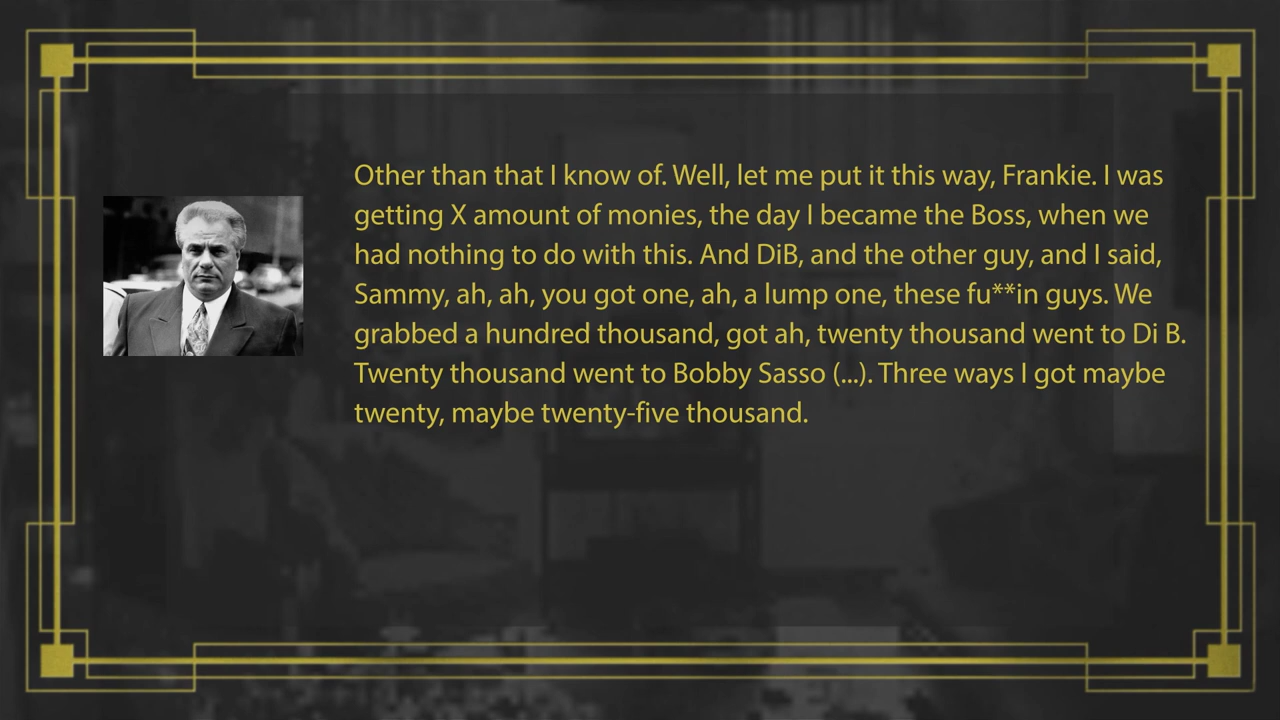 Other than that I know of. Well, let me put it this way, Frankie. I was
getting X amount of monies, the day I became the Boss, when we
had nothing to do with this. And DiB, and the other guy, and I said,
Sammy, ah, ah, you got one, ah, a lump one, these fu**in guys. We
grabbed a hundred thousand, got ah, twenty thousand went to Di B.
Twenty thousand went to Bobby Sasso (...). Three ways I got maybe
twenty, maybe twenty-five thousand.